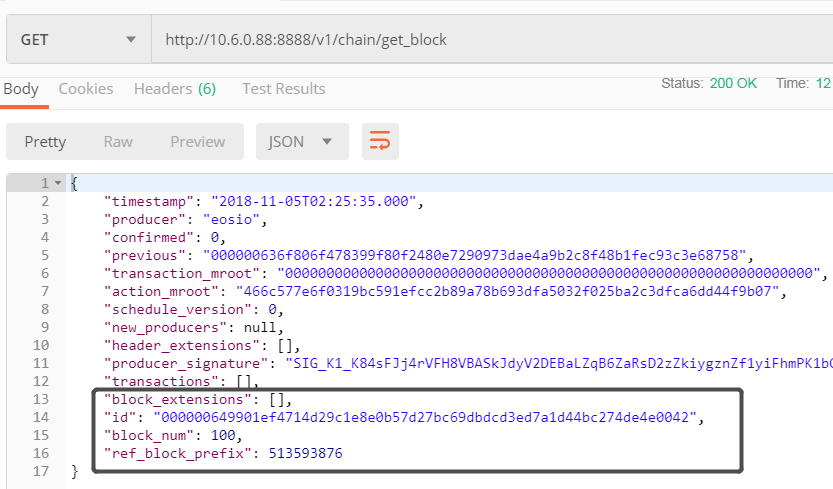 GET http://10.6.0.88:8888/v1/chain/get_block
Body Cookies Headers (6) Test Results Status: 200 OK Time: 12
Pretty Raw Preview JSON
1 {
2 "timestamp": "2018-11-05T02:25:35.000",
3 "producer": "eosio",
4 "confirmed": 0,
5 "previous": "000000636f806f478399f80f2480e7290973dae4a9b2c8f48b1fec93c3e68758",
6 "transaction_mroot": "0000000000000000000000000000000000000000000000000000000000000000",
7 "action_mroot": "466c577e6f0319bc591efcc2b89a78b693dfa5032f025ba2c3dfca6dd44f9b07",
8 "schedule_version": 0,
9 "new_producers": null,
10 "header_extensions": [],
11 "producer_signature": "SIG_K1_K84sFJj4rVFH8VBASkJdyV2DEBaLZqB6ZaRsD2zZkiygznZf1yiFhmPK1b
12 "transactions": [],
13 "block_extensions": [],
14 "id": "000000649901ef4714d29c1e8e0b57d27bc69dbdcd3ed7a1d44bc274de4e0042",
15 "block_num": 100,
16 "ref_block_prefix": 513593876
17 }